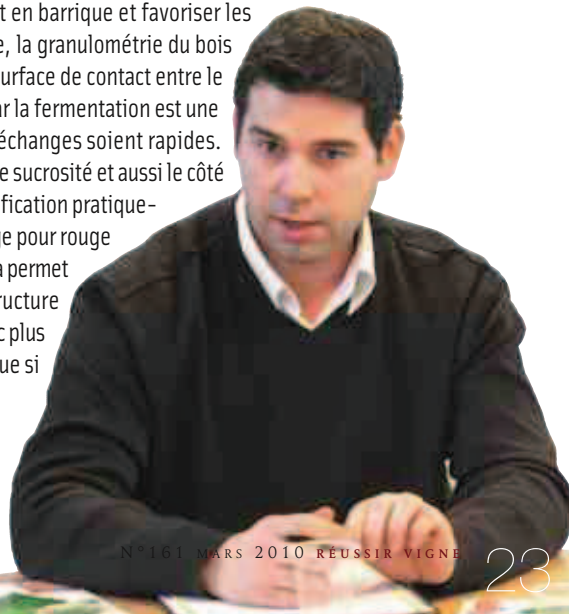 t en barrique et favoriser les
e, la granulométrie du bois
urface de contact entre le
ar la fermentation est une
échanges soient rapides.
e sucrosité et aussi le côté
fication pratique-
ge pour rouge
a permet
ructure
c plus
ue si
N°161 MARS 2010 RÉUSSIR VIGNE 23